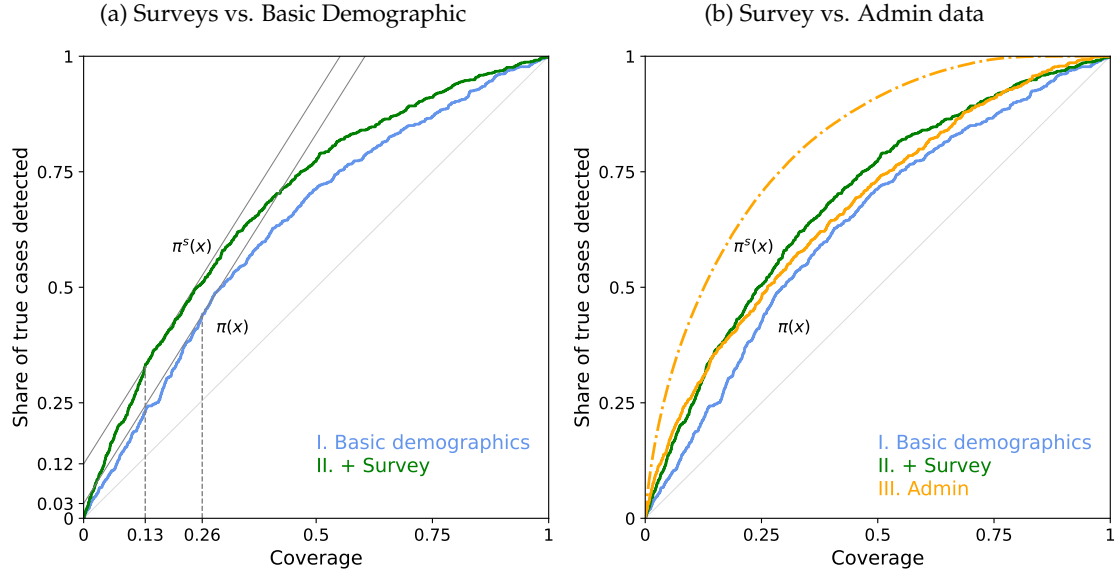 (a) Surveys vs. Basic Demographic
1
0.75
0.5
0.25
0.12
0.03
0
Share of true cases detected
πˢ(x)
π(x)
I. Basic demographics
II. + Survey
0
0.13
0.26
0.5
0.75
1
Coverage
(b) Survey vs. Admin data
1
0.75
0.5
0.25
0
Share of true cases detected
πˢ(x)
π(x)
I. Basic demographics
II. + Survey
III. Admin
0
0.25
0.5
0.75
1
Coverage